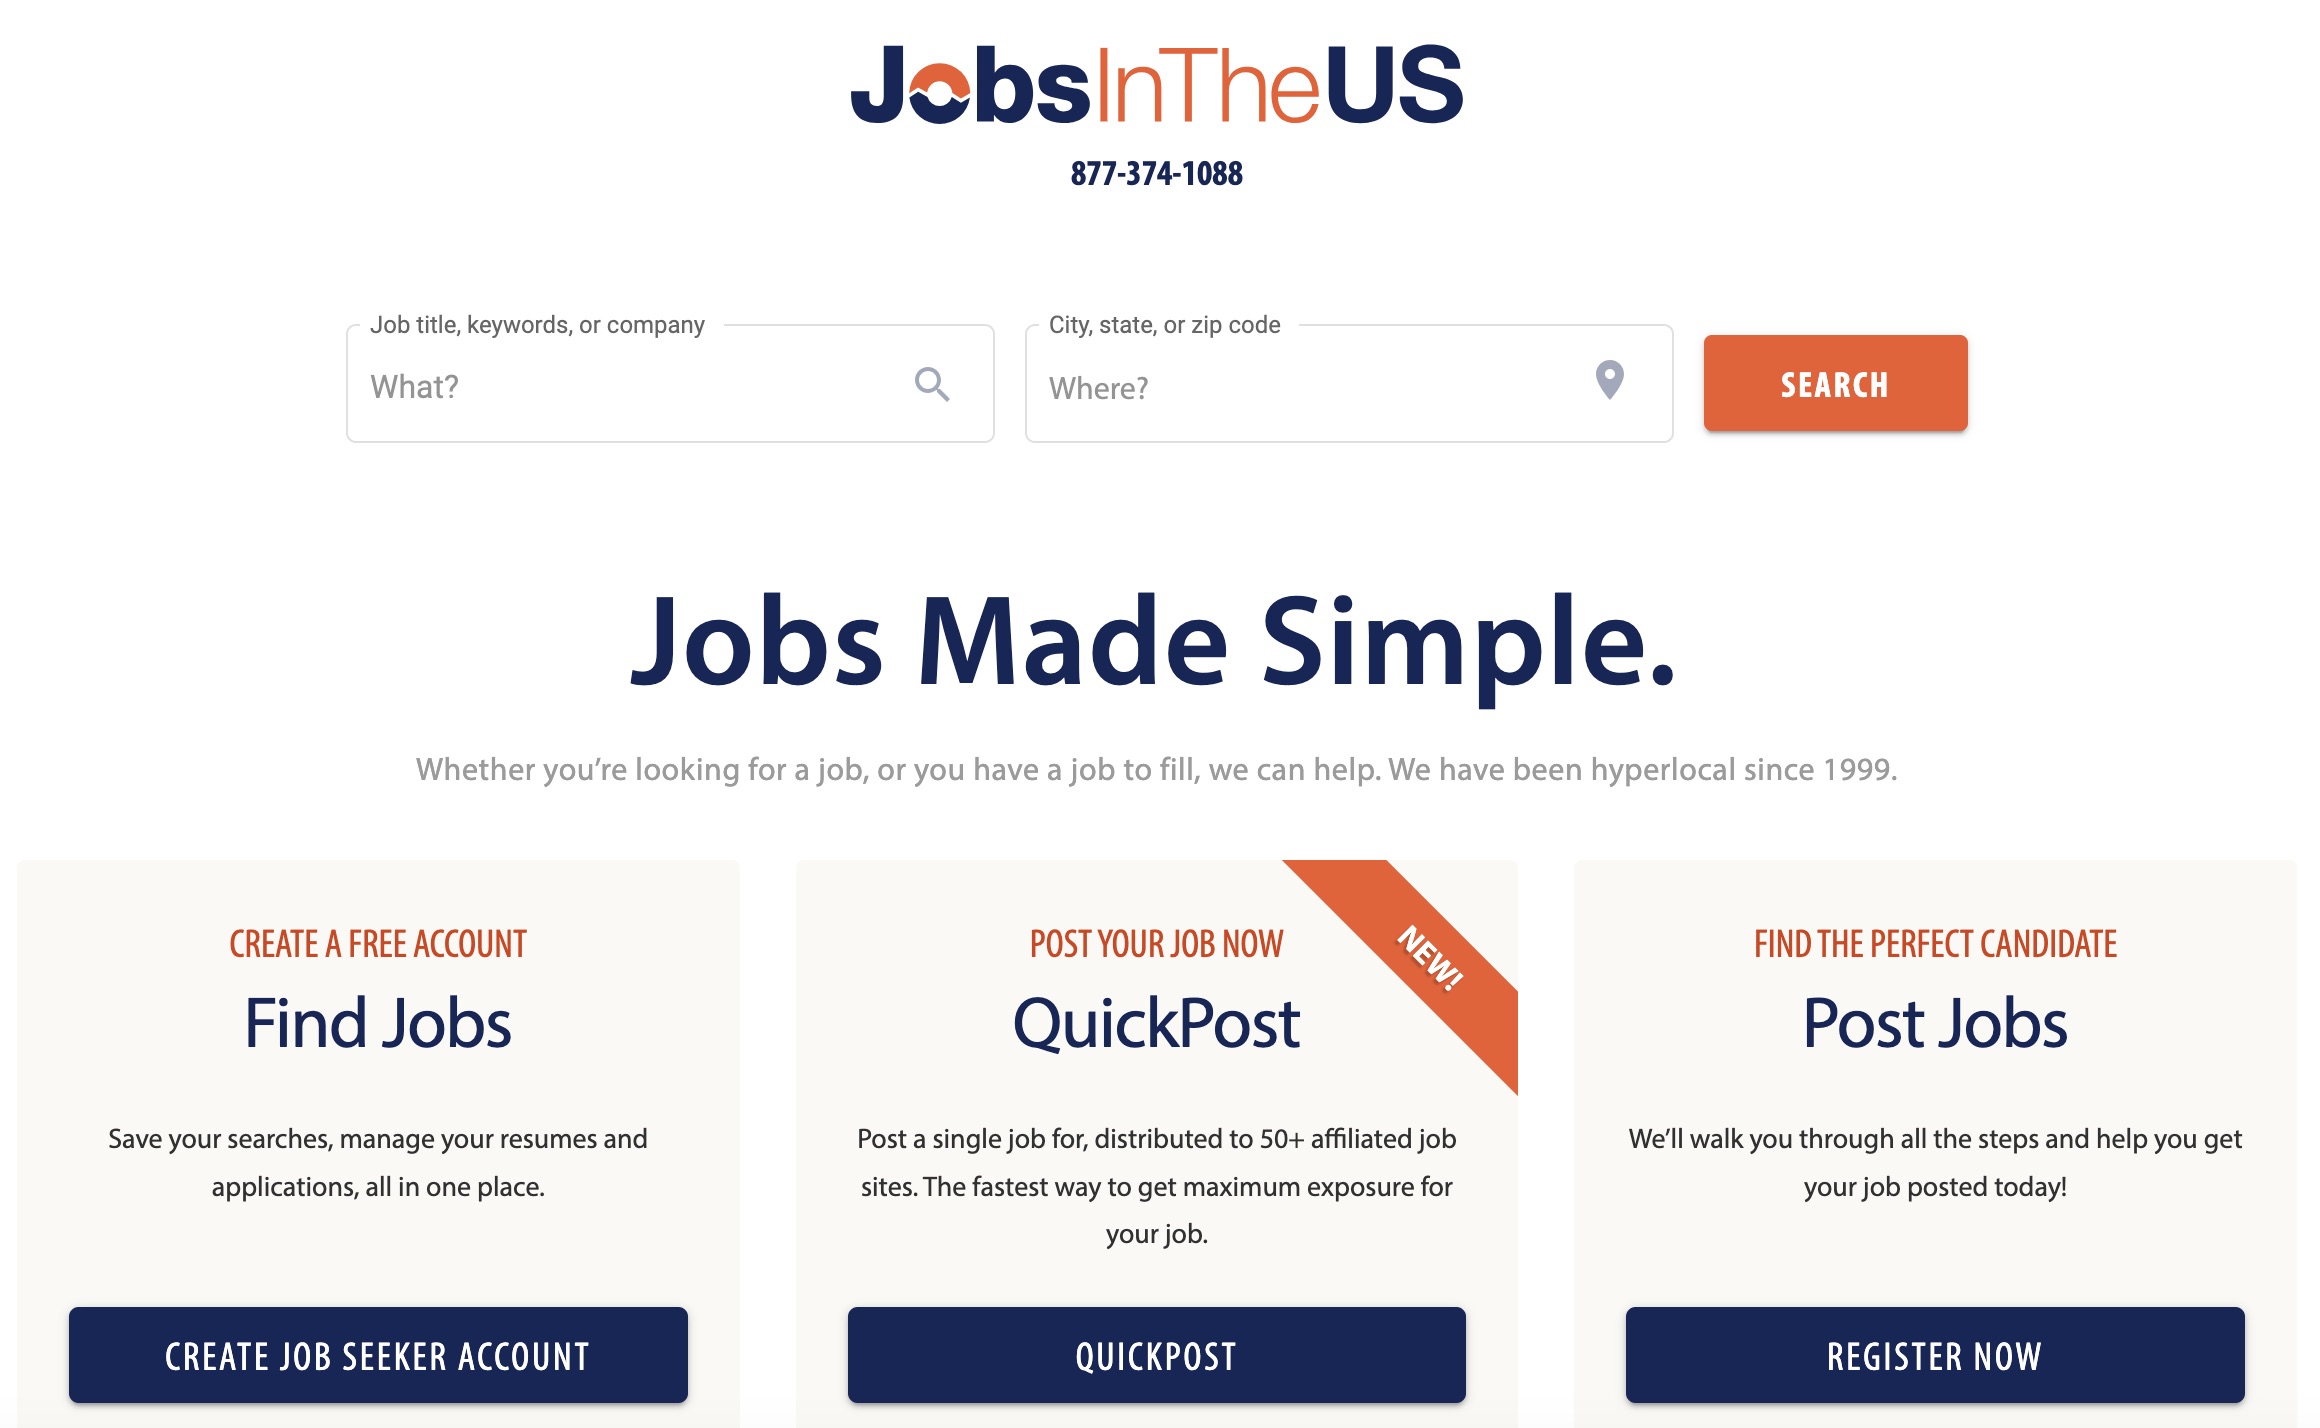 JobsInTheUS
877-374-1088
Job title, keywords, or company
What?
City, state, or zip code
Where?
SEARCH
Jobs Made Simple.
Whether you’re looking for a job, or you have a job to fill, we can help. We have been hyperlocal since 1999.
CREATE A FREE ACCOUNT
Find Jobs
Save your searches, manage your resumes and
applications, all in one place.
CREATE JOB SEEKER ACCOUNT
NEW!
POST YOUR JOB NOW
QuickPost
Post a single job for, distributed to 50+ affiliated job
sites. The fastest way to get maximum exposure for
your job.
QUICKPOST
FIND THE PERFECT CANDIDATE
Post Jobs
We’ll walk you through all the steps and help you get
your job posted today!
REGISTER NOW